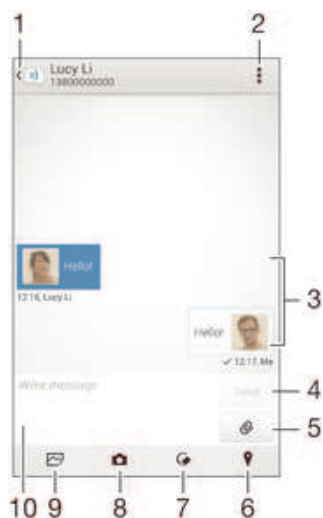 1
2
Lucy Li
13800000000
Hello!
12:16, Lucy Li
3
Hello!
✓ 12:17, Me
Write message
Send
4
5
10
9
8
7
6